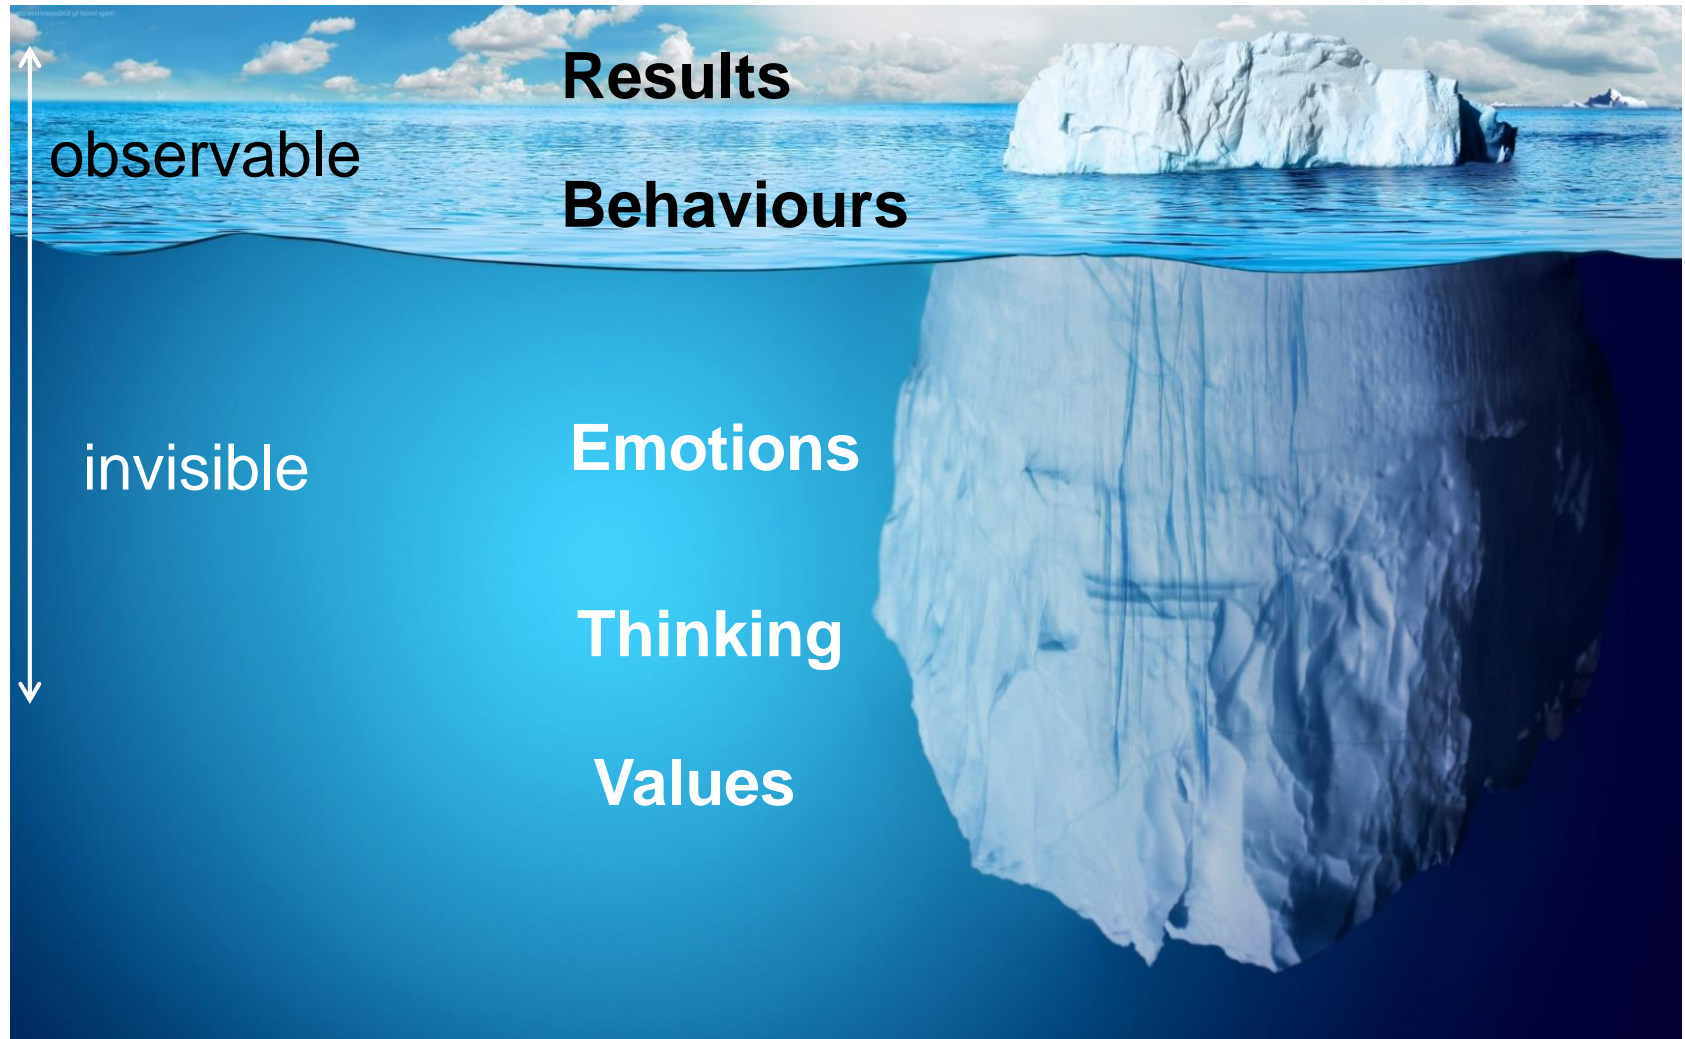 Results
observable
Behaviours
Emotions
invisible
Thinking
Values